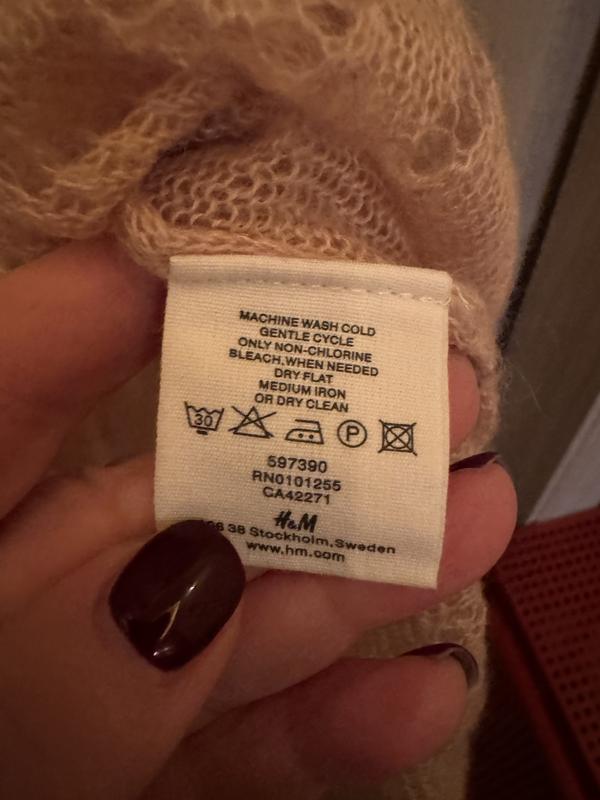 MACHINE WASH COLD
GENTLE CYCLE
ONLY NON-CHLORINE
BLEACH,WHEN NEEDED
DRY FLAT
MEDIUM IRON
OR DRY CLEAN
30 P
597390
RN0101255
CA42271
H&M
38 Stockholm,Sweden
www.hm.com